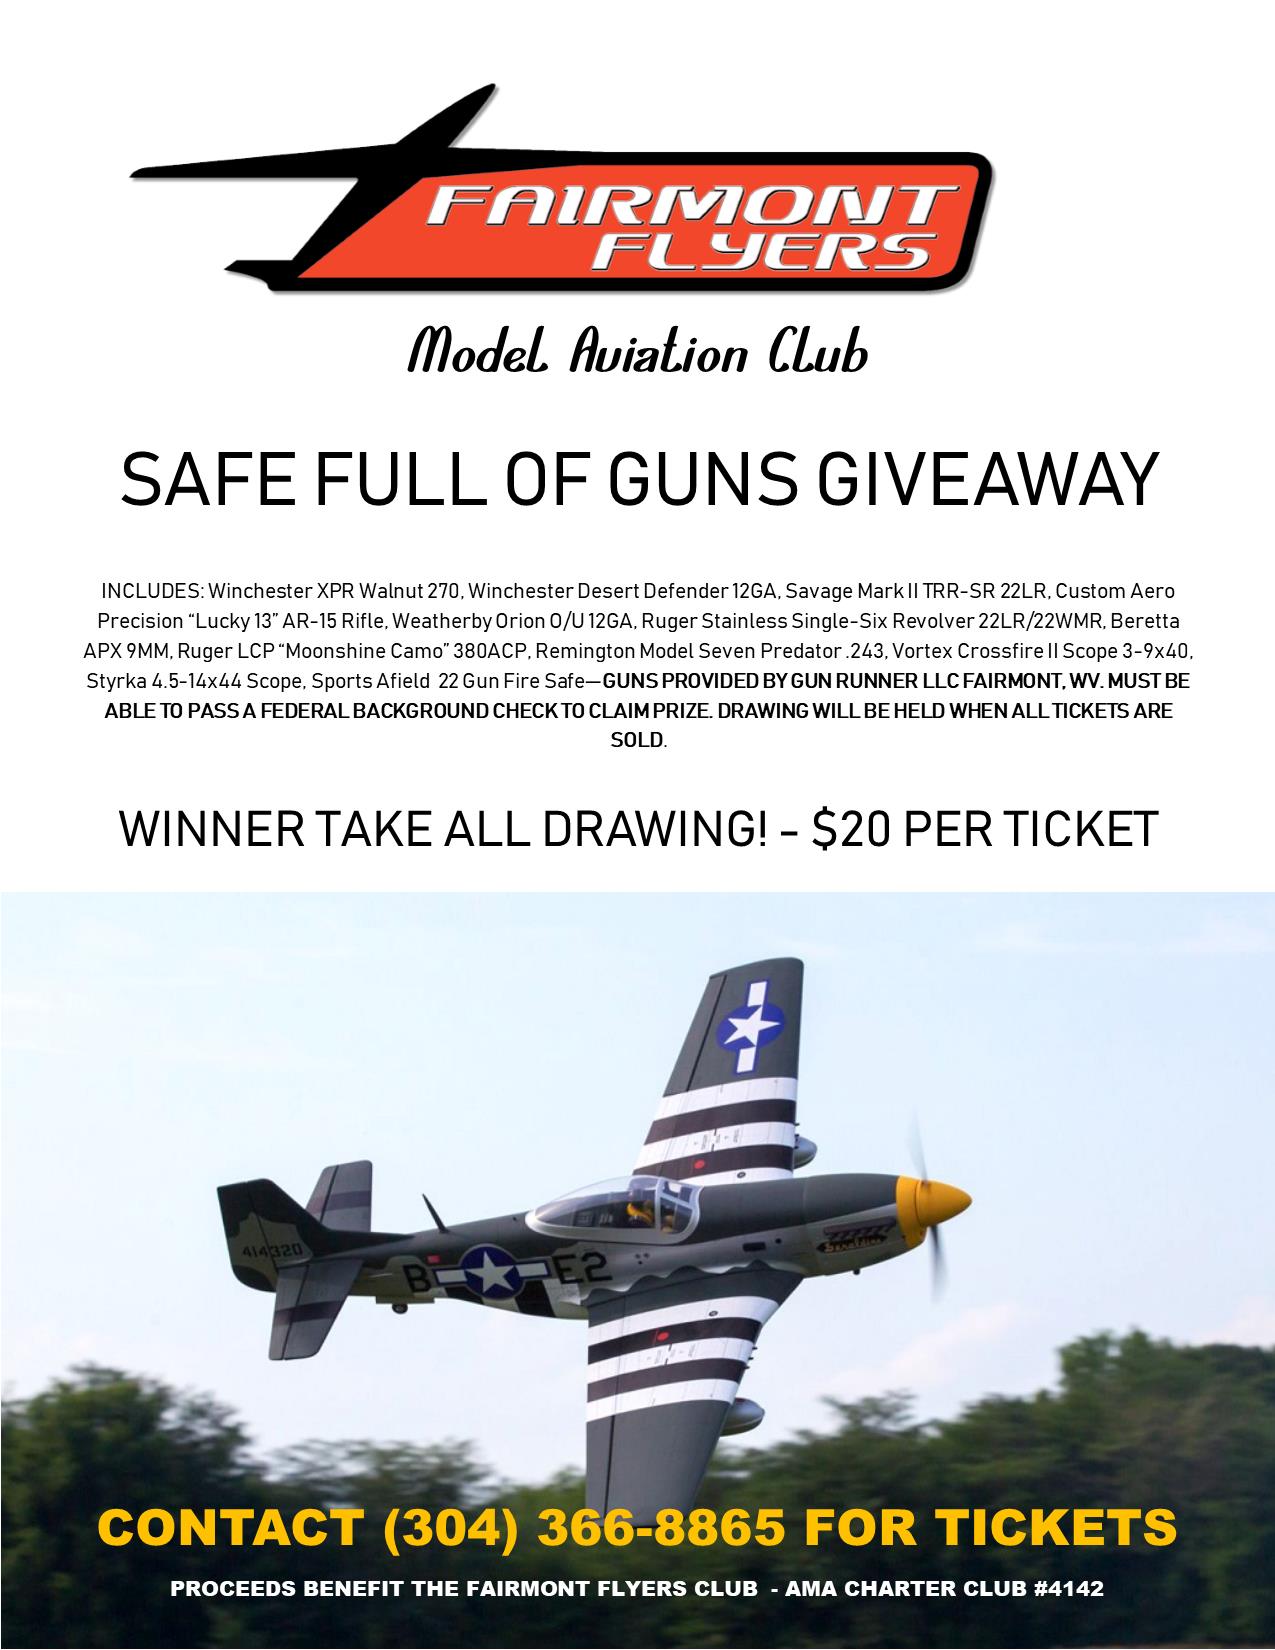 FAIRMONT
FLYERS
Model Aviation Club
SAFE FULL OF GUNS GIVEAWAY
INCLUDES: Winchester XPR Walnut 270, Winchester Desert Defender 12GA, Savage Mark II TRR-SR 22LR, Custom Aero
Precision “Lucky 13” AR-15 Rifle, Weatherby Orion O/U 12GA, Ruger Stainless Single-Six Revolver 22LR/22WMR, Beretta
APX 9MM, Ruger LCP “Moonshine Camo” 380ACP, Remington Model Seven Predator .243, Vortex Crossfire II Scope 3-9x40,
Styrka 4.5-14x44 Scope, Sports Afield 22 Gun Fire Safe—GUNS PROVIDED BY GUN RUNNER LLC FAIRMONT, WV. MUST BE
ABLE TO PASS A FEDERAL BACKGROUND CHECK TO CLAIM PRIZE. DRAWING WILL BE HELD WHEN ALL TICKETS ARE
SOLD.
WINNER TAKE ALL DRAWING! - $20 PER TICKET
414320
B E2
Geraldine
CONTACT (304) 366-8865 FOR TICKETS
PROCEEDS BENEFIT THE FAIRMONT FLYERS CLUB - AMA CHARTER CLUB #4142